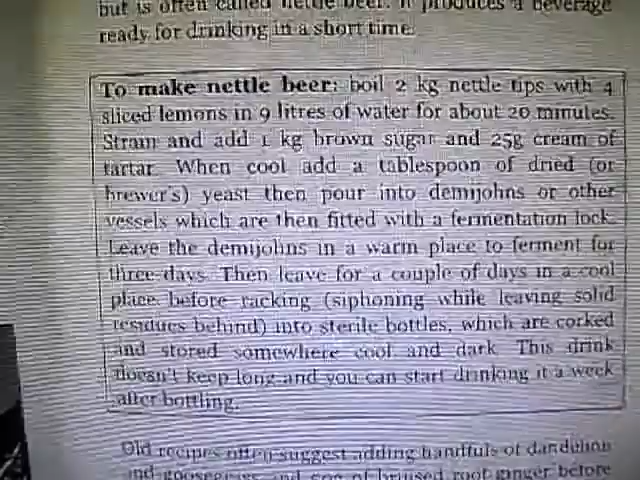 but is often called nettle beer. It produces a beverage
ready for drinking in a short time.
To make nettle beer: boil 2 kg nettle tips with 4
sliced lemons in 9 litres of water for about 20 minutes.
Strain and add 1 kg brown sugar and 25g cream of
tartar. When cool add a tablespoon of dried (or
brewer's) yeast then pour into demijohns or other
vessels which are then fitted with a fermentation lock.
Leave the demijohns in a warm place to ferment for
three days. Then leave for a couple of days in a cool
place before racking (siphoning while leaving solid
residues behind) into sterile bottles, which are corked
and stored somewhere cool and dark. This drink
doesn't keep long and you can start drinking it a week
after bottling.
Old recipes often suggest adding handfuls of dandelion
and goosegrass and 50g of bruised root ginger before